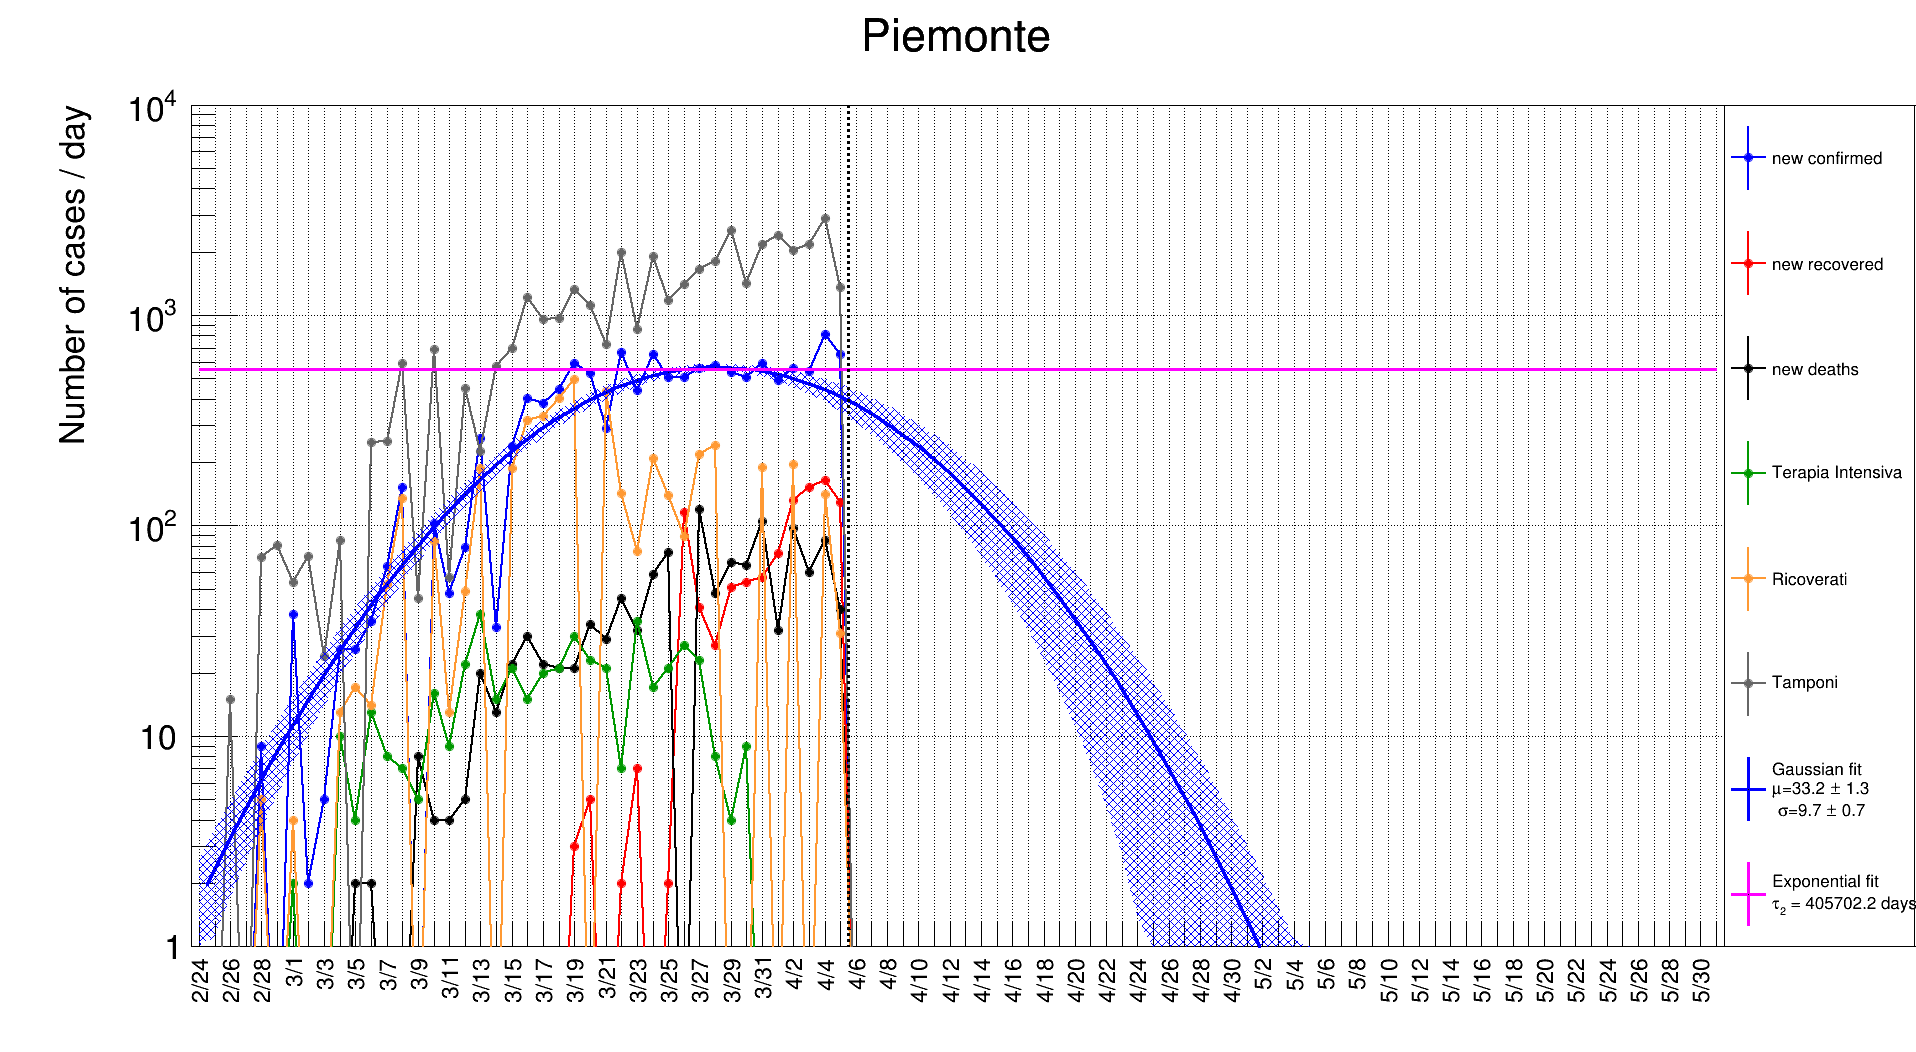 Piemonte
Number of cases / day
10^4
10^3
10^2
10
1
2/24 2/26 2/28 3/1 3/3 3/5 3/7 3/9 3/11 3/13 3/15 3/17 3/19 3/21 3/23 3/25 3/27 3/29 3/31 4/2 4/4 4/6 4/8 4/10 4/12 4/14 4/16 4/18 4/20 4/22 4/24 4/26 4/28 4/30 5/2 5/4 5/6 5/8 5/10 5/12 5/14 5/16 5/18 5/20 5/22 5/24 5/26 5/28 5/30
new confirmed
new recovered
new deaths
Terapia Intensiva
Ricoverati
Tamponi
Gaussian fit
μ=33.2 ± 1.3
σ=9.7 ± 0.7
Exponential fit
τ₂ = 405702.2 days